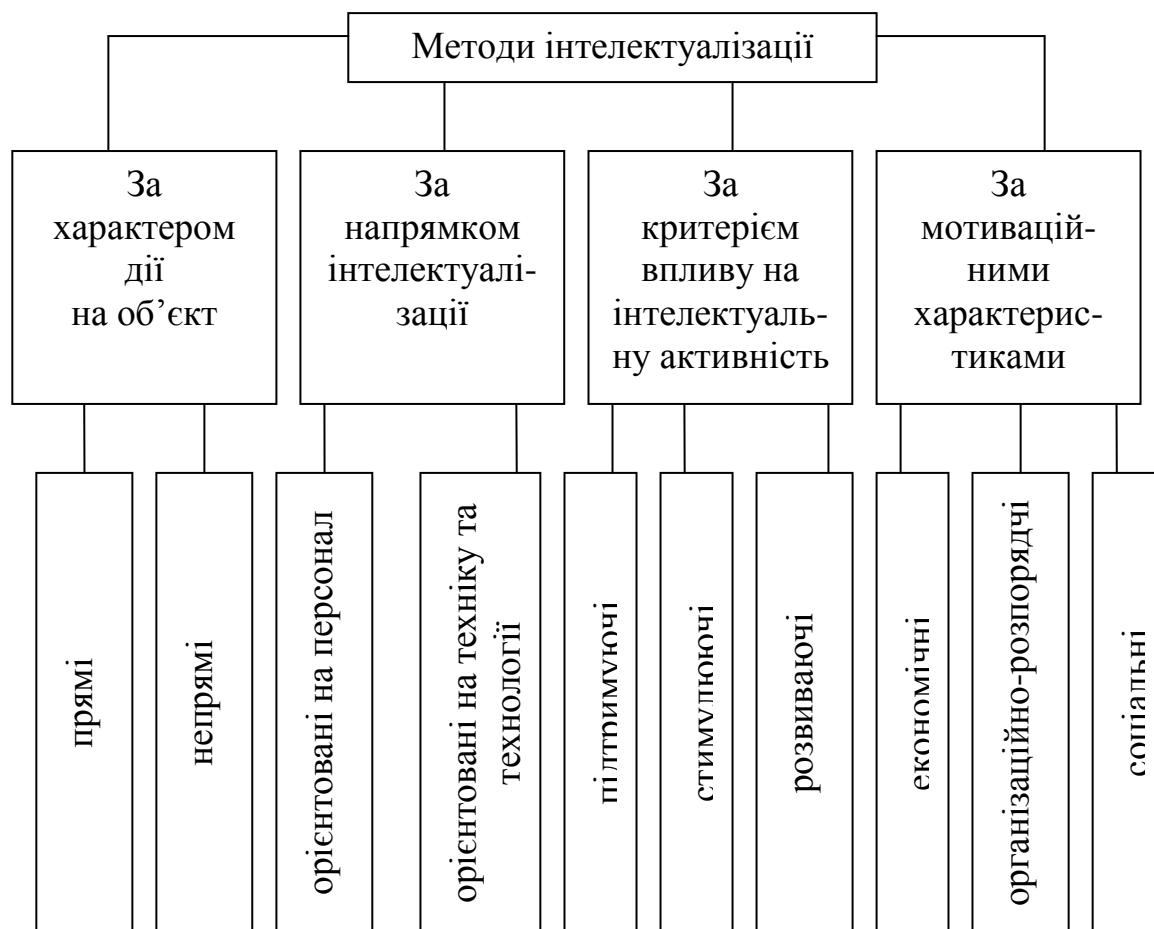 Методи інтелектуалізації
За
характером
дії
на об’єкт
За
напрямком
інтелектуалі-
зації
За
критерієм
впливу на
інтелектуаль-
ну активність
За
мотивацій-
ними
характерис-
тиками
прямі
непрямі
орієнтовані на персонал
орієнтовані на техніку та
технології
підтримуючі
стимулюючі
розвиваючі
економічні
організаційно-розпорядчі
соціальні